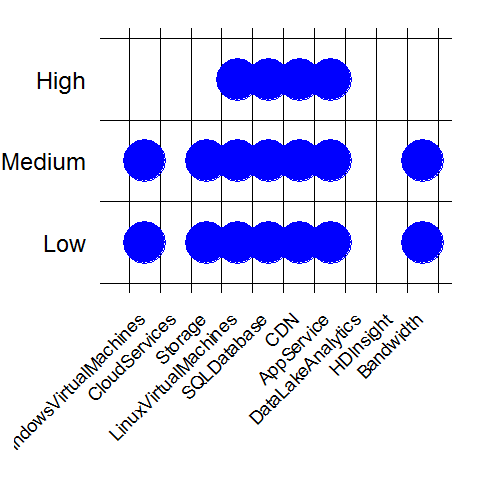 High
Medium
Low
ndowsVirtualMachines
CloudServices
Storage
LinuxVirtualMachines
SQLDatabase
CDN
AppService
DataLakeAnalytics
HDInsight
Bandwidth